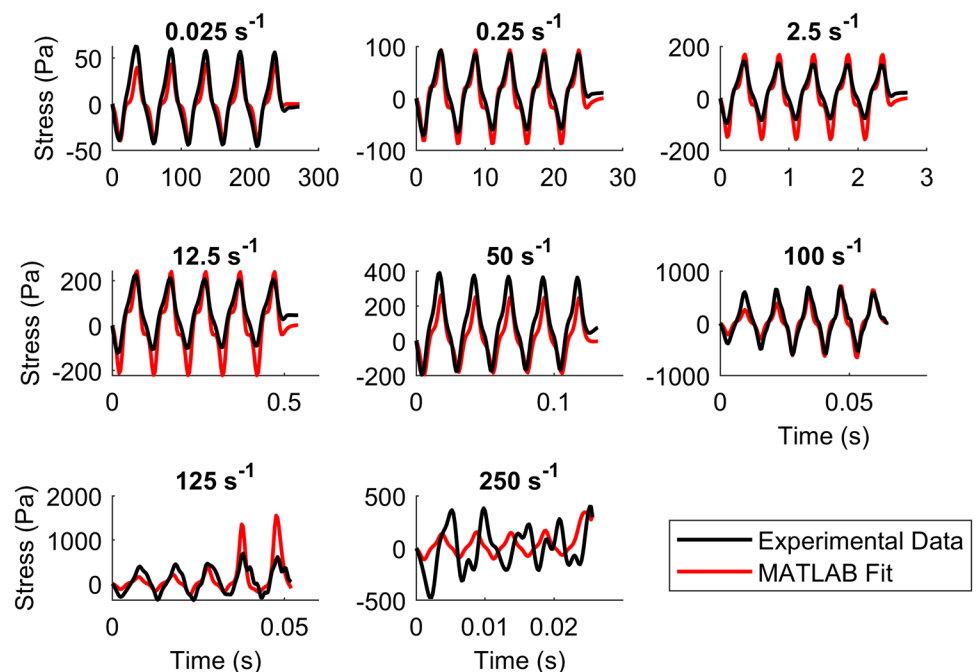 0.025 s-1
0.25 s-1
2.5 s-1
Stress (Pa)
50
0
-50
0 100 200 300
100
0
-100
0 10 20 30
200
0
-200
0 1 2 3
12.5 s-1
50 s-1
100 s-1
Stress (Pa)
200
0
-200
0 0.5
400
200
0
-200
0 0.1
1000
0
-1000
0 0.05
Time (s)
125 s-1
250 s-1
Stress (Pa)
2000
1000
0
0 0.05
Time (s)
500
0
-500
0 0.01 0.02
Time (s)
Experimental Data
MATLAB Fit